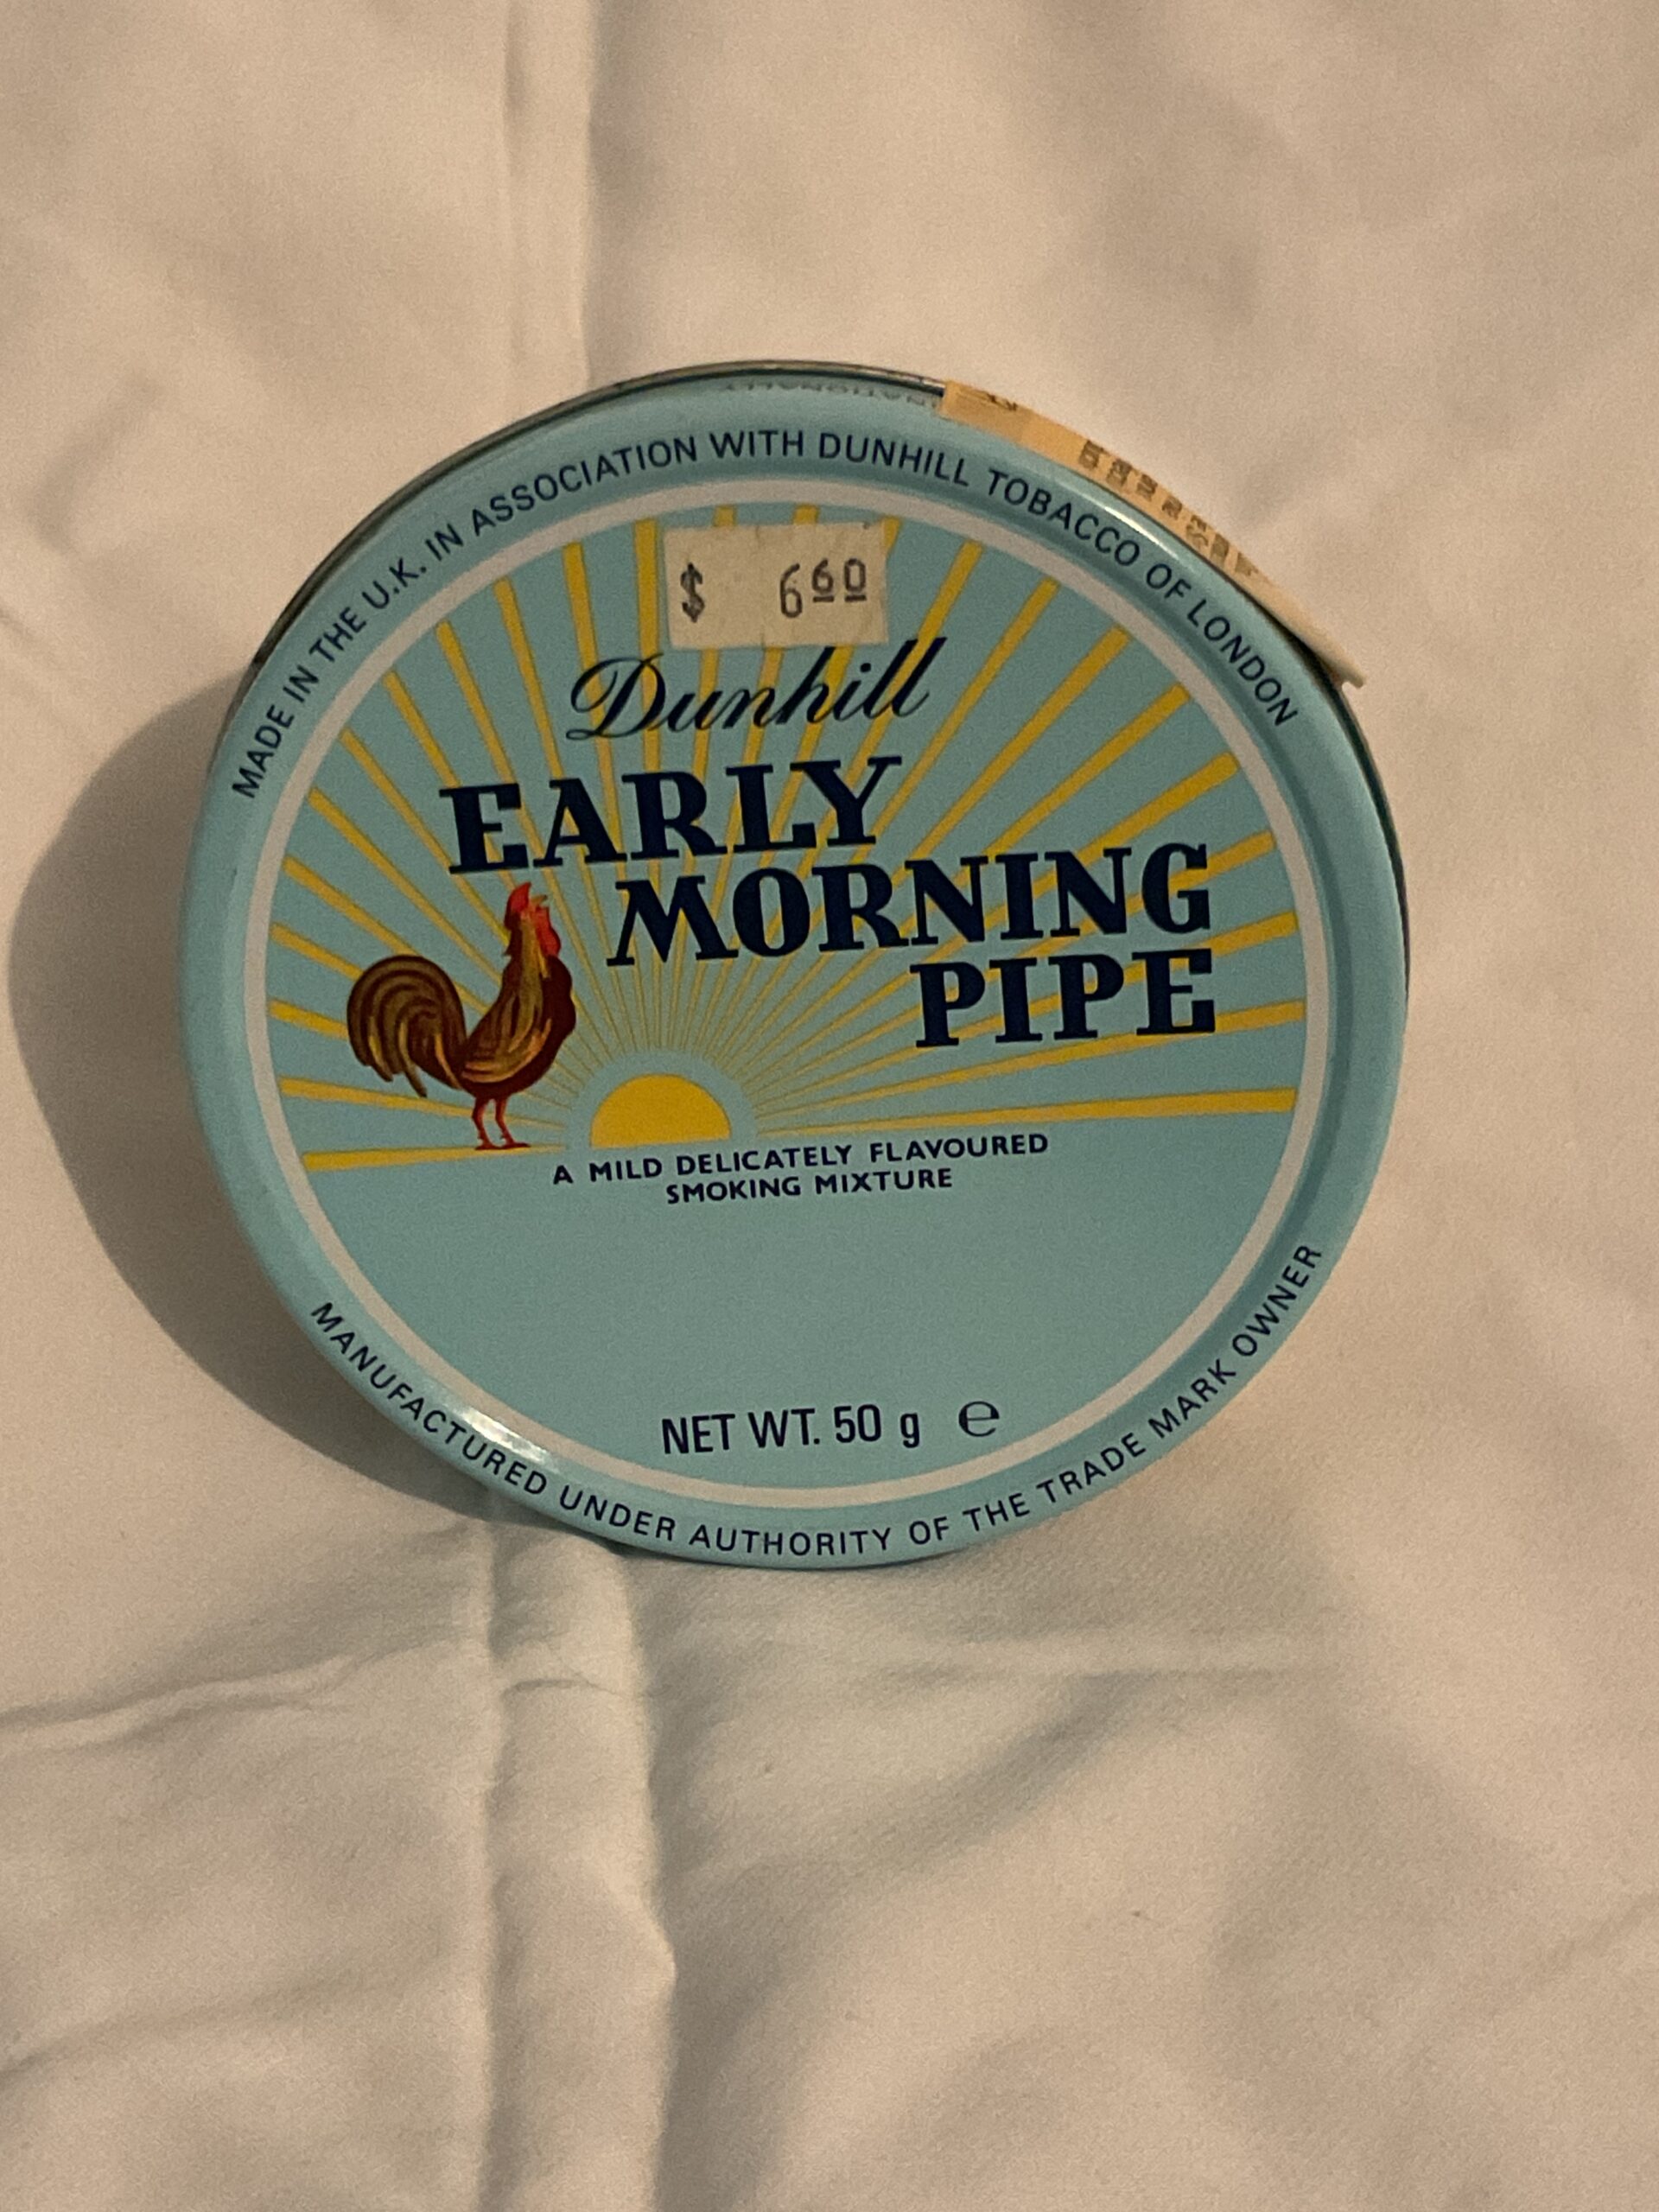 MADE IN THE U.K. IN ASSOCIATION WITH DUNHILL TOBACCO OF LONDON
$ 6.60
Dunhill
EARLY
MORNING
PIPE
A MILD DELICATELY FLAVOURED
SMOKING MIXTURE
NET WT. 50 g ℮
MANUFACTURED UNDER AUTHORITY OF THE TRADE MARK OWNER